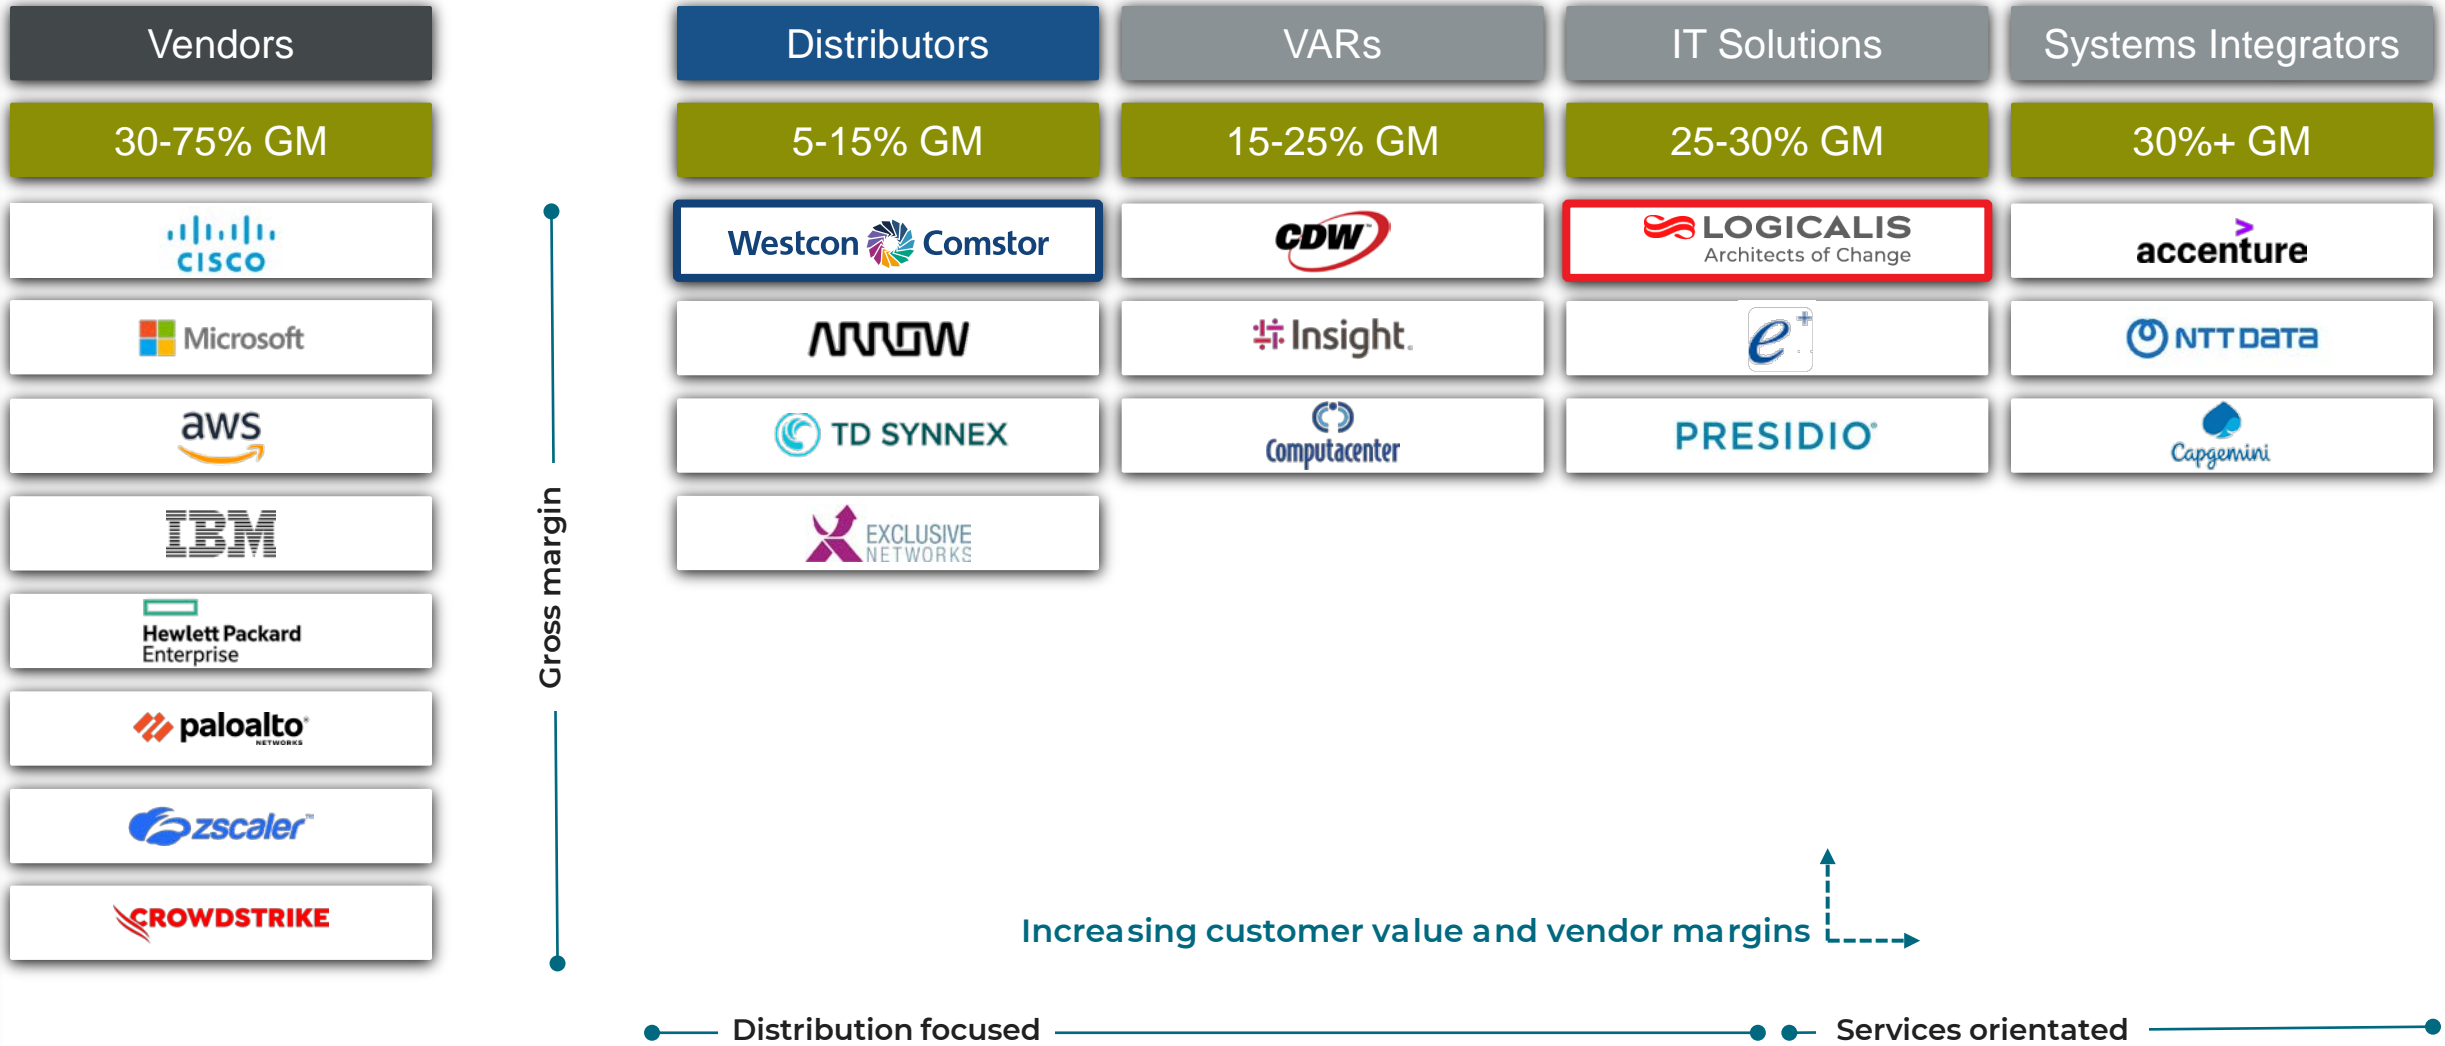 Vendors
Distributors
VARs
IT Solutions
Systems Integrators
30-75% GM
5-15% GM
15-25% GM
25-30% GM
30%+ GM
CISCO
Microsoft
aws
IBM
Hewlett Packard
Enterprise
paloalto®
NETWORKS
zscaler™
CROWDSTRIKE
Gross margin
Westcon Comstor
ARROW
TD SYNNEX
EXCLUSIVE
NETWORKS
CDW™
Insight
Computacenter
LOGICALIS
Architects of Change
e+
PRESIDIO®
accenture
NTT DATA
Capgemini
Increasing customer value and vendor margins
Distribution focused
Services orientated